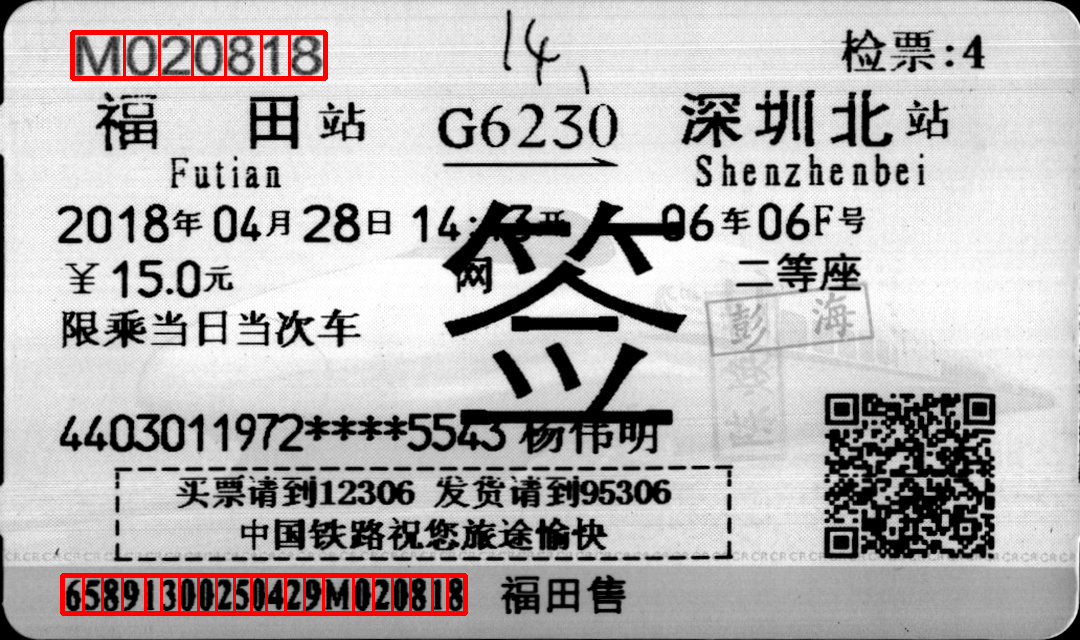 M020818
14,
检票:4
福田站 G6230 深圳北站
Futian Shenzhenbei
2018年04月28日 14:13开 06车06F号
¥15.0元 网 二等座
限乘当日当次车
签
彭 海
4403011972****5543 杨伟明
买票请到12306 发货请到95306
中国铁路祝您旅途愉快
65891300250429M020818 福田售